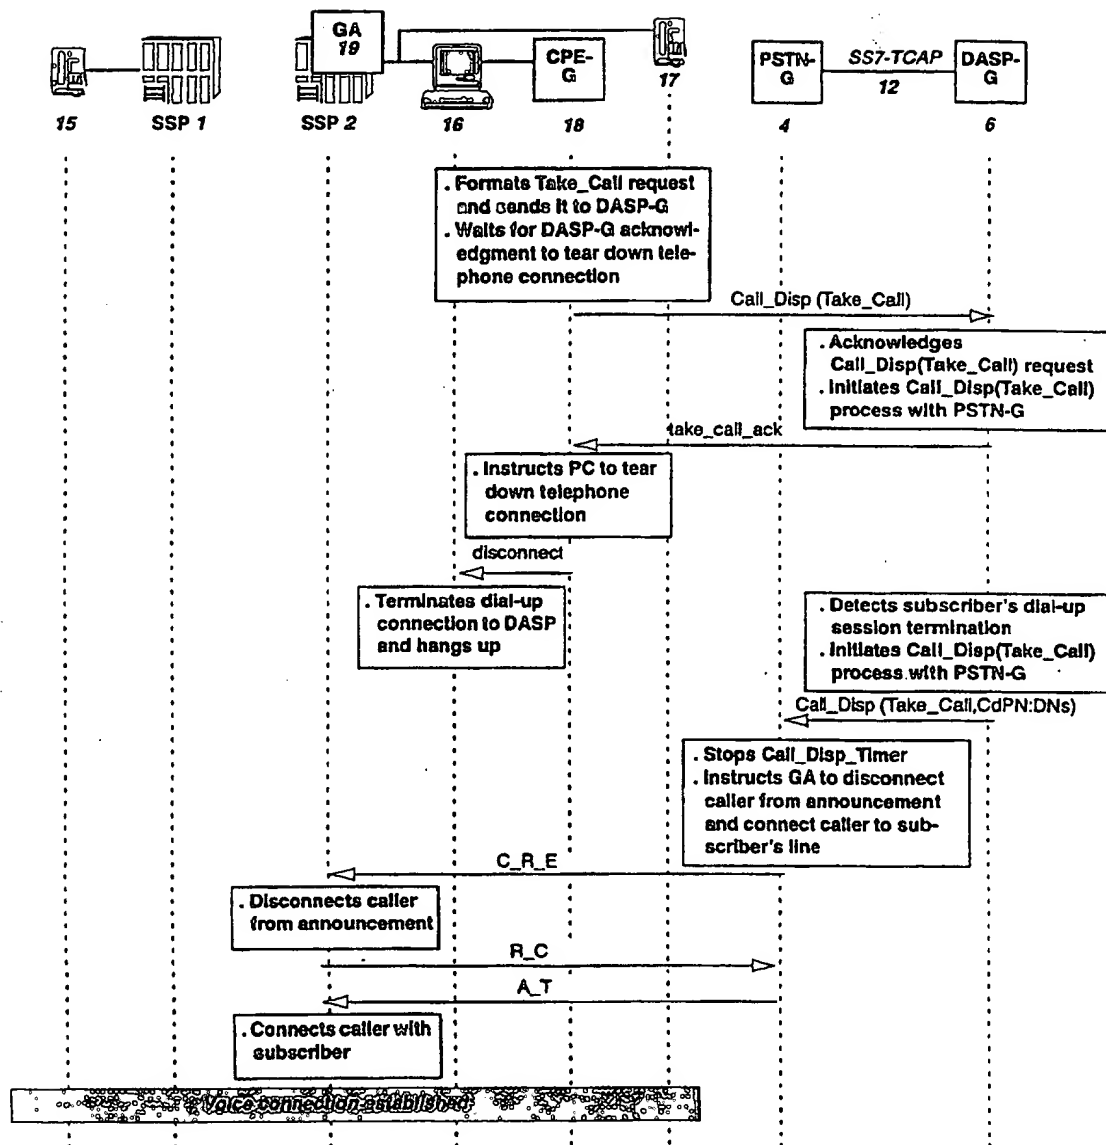 GA
19
CPE-
G
17
PSTN-
G
SS7-TCAP
12
DASP-
G
15
SSP 1
SSP 2
16
18
4
6
. Formats Take_Call request
and sends it to DASP-G
. Waits for DASP-G acknowl-
edgment to tear down tele-
phone connection
Call_Disp (Take_Call)
. Acknowledges
Call_Disp(Take_Call) request
. Initiates Call_Disp(Take_Call)
process with PSTN-G
take_call_ack
. Instructs PC to tear
down telephone
connection
disconnect
. Terminates dial-up
connection to DASP
and hangs up
. Detects subscriber's dial-up
session termination
. Initiates Call_Disp(Take_Call)
process with PSTN-G
Call_Disp (Take_Call,CdPN:DNs)
. Stops Call_Disp_Timer
. Instructs GA to disconnect
caller from announcement
and connect caller to sub-
scriber's line
C_R_E
. Disconnects caller
from announcement
R_C
A_T
. Connects caller with
subscriber
Voice connection established